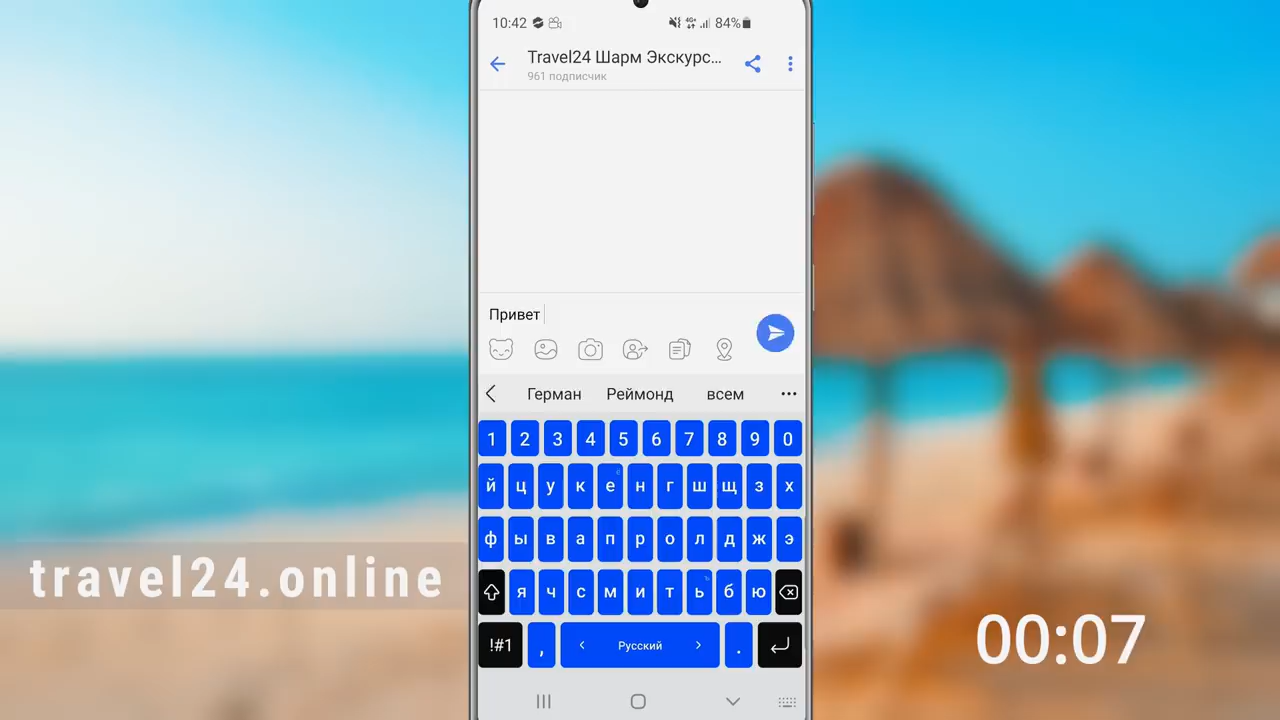 10:42
4G+
84%
Travel24 Шарм Экскурс...
961 подписчик
Привет
Герман Реймонд всем
1 2 3 4 5 6 7 8 9 0
й ц у к е н г ш щ з х
ё
ф ы в а п р о л д ж э
я ч с м и т ь б ю
ъ
!#1 , Русский .
travel24.online
00:07